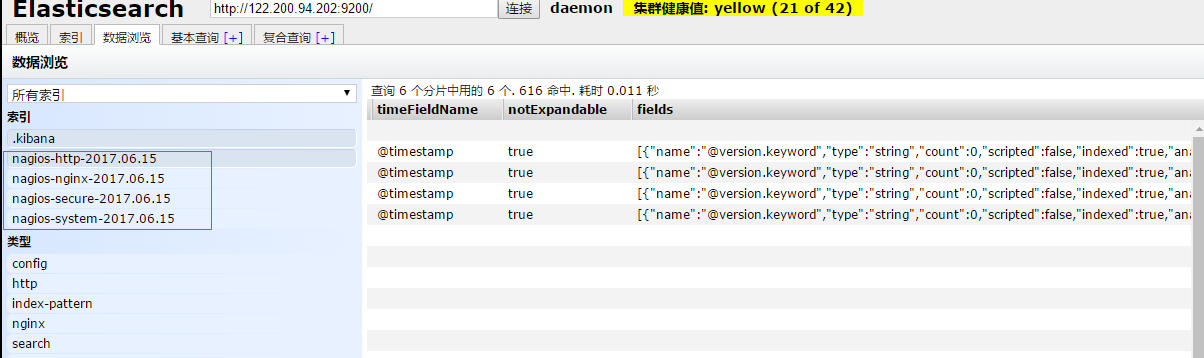 Elasticsearch http://122.200.94.202:9200/ 连接 daemon 集群健康值: yellow (21 of 42)
概览 索引 数据浏览 基本查询 [+] 复合查询 [+]
数据浏览
所有索引
索引
.kibana
nagios-http-2017.06.15
nagios-nginx-2017.06.15
nagios-secure-2017.06.15
nagios-system-2017.06.15
类型
config
http
index-pattern
nginx
search
查询 6 个分片中用的 6 个. 616 命中. 耗时 0.011 秒
timeFieldName notExpandable fields
@timestamp true [{"name":"@version.keyword","type":"string","count":0,"scripted":false,"indexed":true,"ana
@timestamp true [{"name":"@version.keyword","type":"string","count":0,"scripted":false,"indexed":true,"ana
@timestamp true [{"name":"@version.keyword","type":"string","count":0,"scripted":false,"indexed":true,"ana
@timestamp true [{"name":"@version.keyword","type":"string","count":0,"scripted":false,"indexed":true,"ana